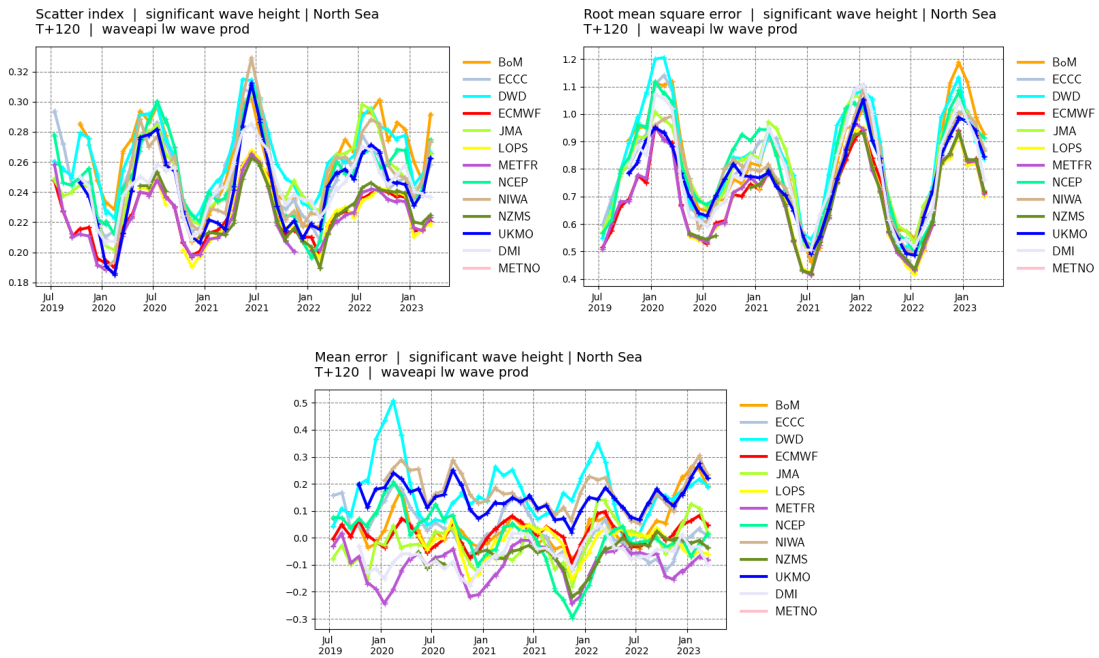 Scatter index | significant wave height | North Sea
T+120 | waveapi lw wave prod
0.32
0.30
0.28
0.26
0.24
0.22
0.20
0.18
Jul
2019
Jan
2020
Jul
2020
Jan
2021
Jul
2021
Jan
2022
Jul
2022
Jan
2023
BoM
ECCC
DWD
ECMWF
JMA
LOPS
METFR
NCEP
NIWA
NZMS
UKMO
DMI
METNO
Root mean square error | significant wave height | North Sea
T+120 | waveapi lw wave prod
1.2
1.1
1.0
0.9
0.8
0.7
0.6
0.5
0.4
Jul
2019
Jan
2020
Jul
2020
Jan
2021
Jul
2021
Jan
2022
Jul
2022
Jan
2023
BoM
ECCC
DWD
ECMWF
JMA
LOPS
METFR
NCEP
NIWA
NZMS
UKMO
DMI
METNO
Mean error | significant wave height | North Sea
T+120 | waveapi lw wave prod
0.5
0.4
0.3
0.2
0.1
0.0
−0.1
−0.2
−0.3
Jul
2019
Jan
2020
Jul
2020
Jan
2021
Jul
2021
Jan
2022
Jul
2022
Jan
2023
BoM
ECCC
DWD
ECMWF
JMA
LOPS
METFR
NCEP
NIWA
NZMS
UKMO
DMI
METNO